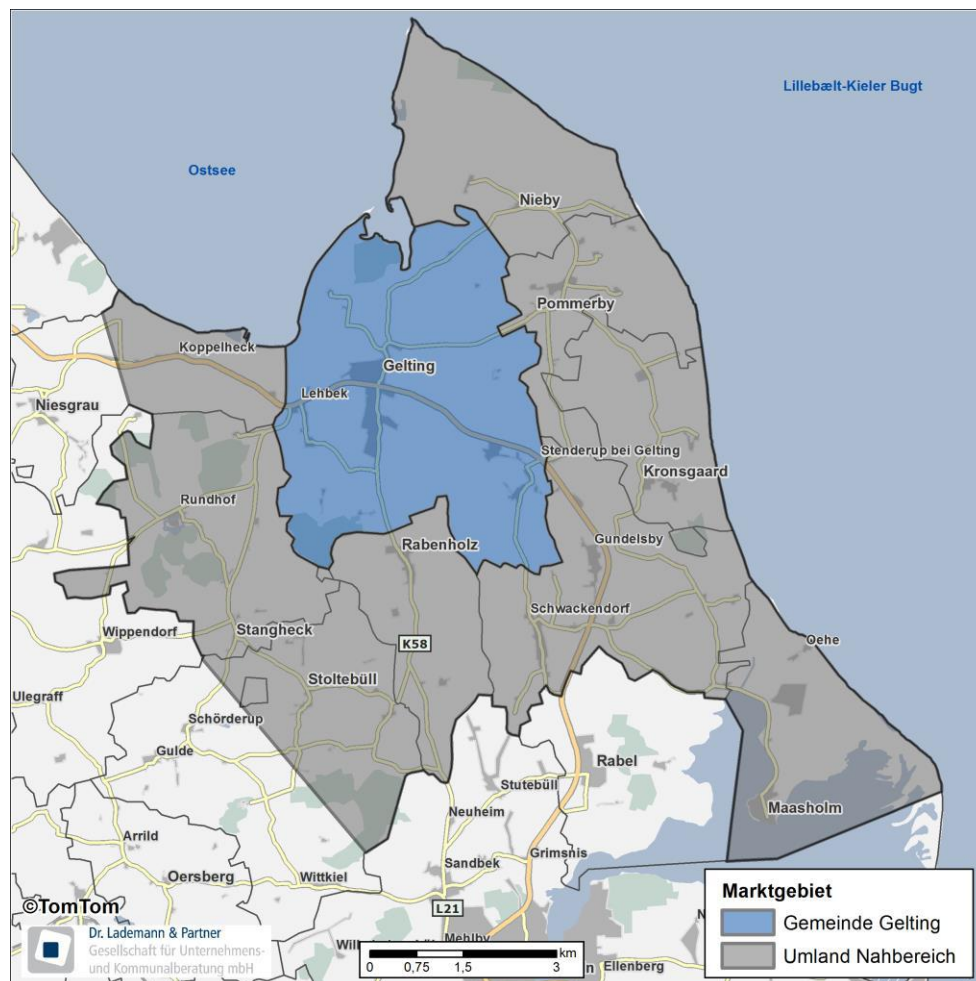 Lillebælt-Kieler Bugt
Ostsee
Nieby
Pommerby
Koppelheck
Gelting
Lehbek
Niesgrau
Stenderup bei Gelting
Kronsgaard
Rundhof
Gundelsby
Rabenholz
Schwackendorf
Wippendorf
Stangheck
K58
Oehe
Stoltebüll
Ulegraff
Schörderup
Gulde
Rabel
Stutebüll
Maasholm
Neuheim
Arrild
Grimsnis
Sandbek
Oersberg
Wittkiel
©TomTom
L21
Mehlby
Ellenberg
Dr. Lademann & Partner
Gesellschaft für Unternehmens-
und Kommunalberatung mbH
km
0 0,75 1,5 3
Marktgebiet
Gemeinde Gelting
Umland Nahbereich